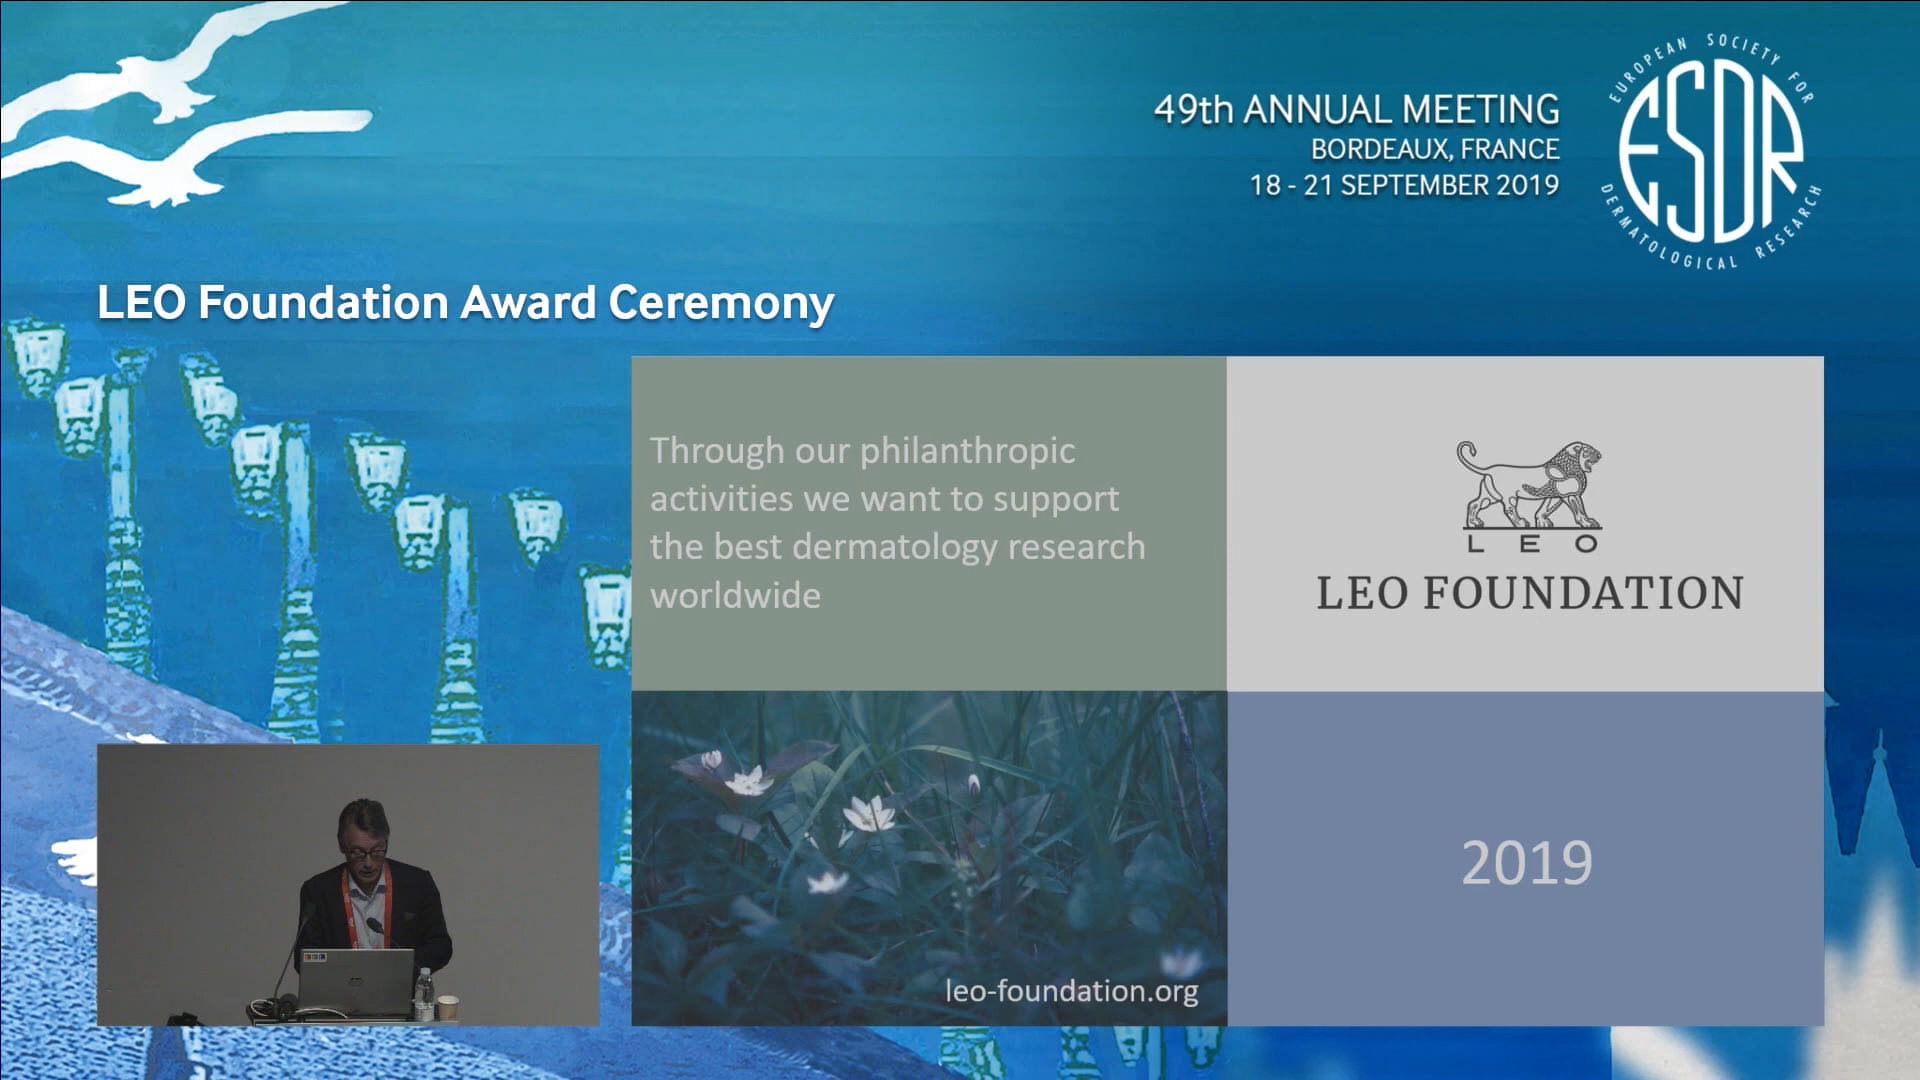 49th ANNUAL MEETING
BORDEAUX, FRANCE
18 - 21 SEPTEMBER 2019
EUROPEAN SOCIETY FOR
ESDR
DERMATOLOGICAL RESEARCH
LEO Foundation Award Ceremony
Through our philanthropic
activities we want to support
the best dermatology research
worldwide
LEO
LEO FOUNDATION
leo-foundation.org
2019